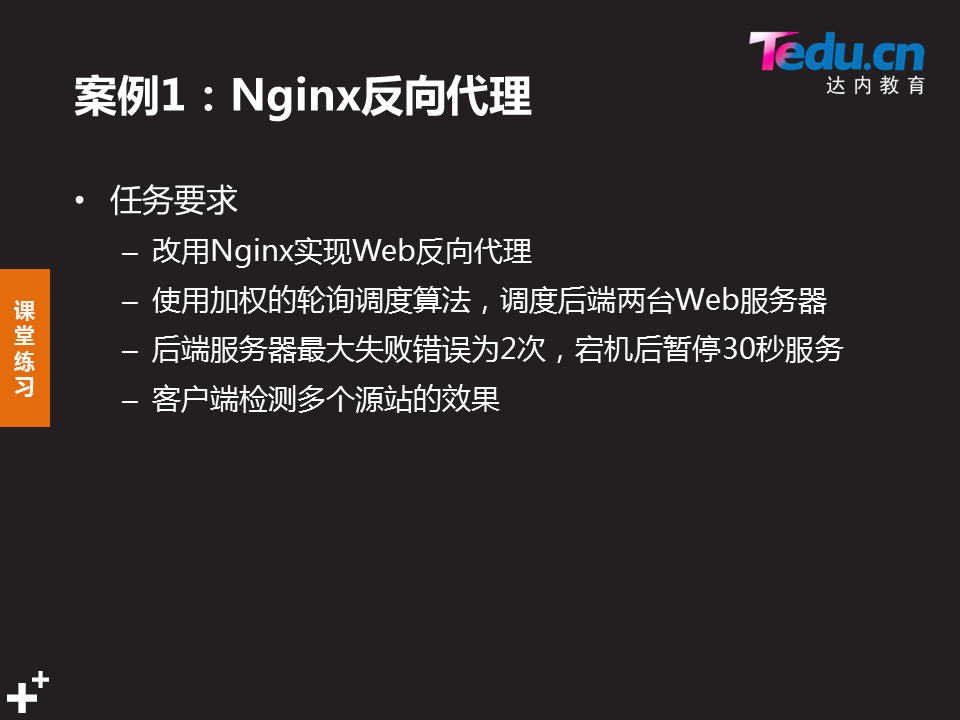 Tedu.cn
达内教育
案例1：Nginx反向代理
• 任务要求
– 改用Nginx实现Web反向代理
– 使用加权的轮询调度算法，调度后端两台Web服务器
– 后端服务器最大失败错误为2次，宕机后暂停30秒服务
– 客户端检测多个源站的效果
课堂练习